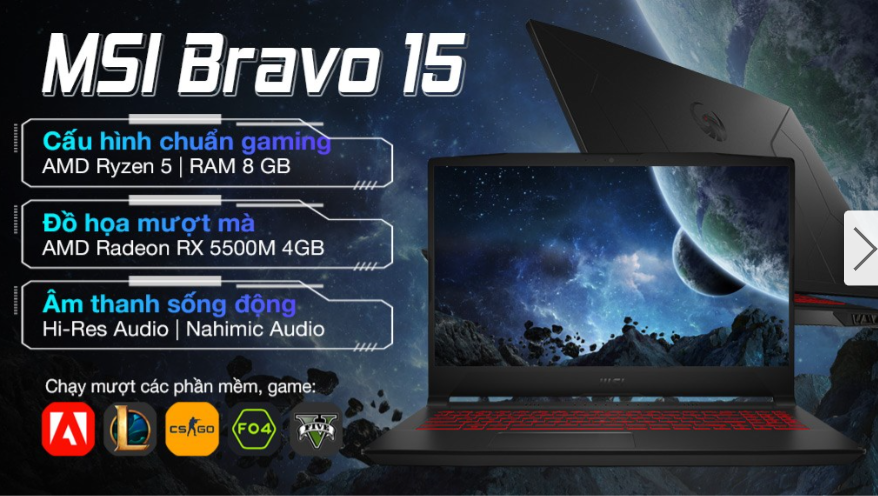 MSI Bravo 15
Cấu hình chuẩn gaming
AMD Ryzen 5 | RAM 8 GB
Đồ họa mượt mà
AMD Radeon RX 5500M 4GB
Âm thanh sống động
Hi-Res Audio | Nahimic Audio
Chạy mượt các phần mềm, game:
L CS GO FO4 V FIVE
msi